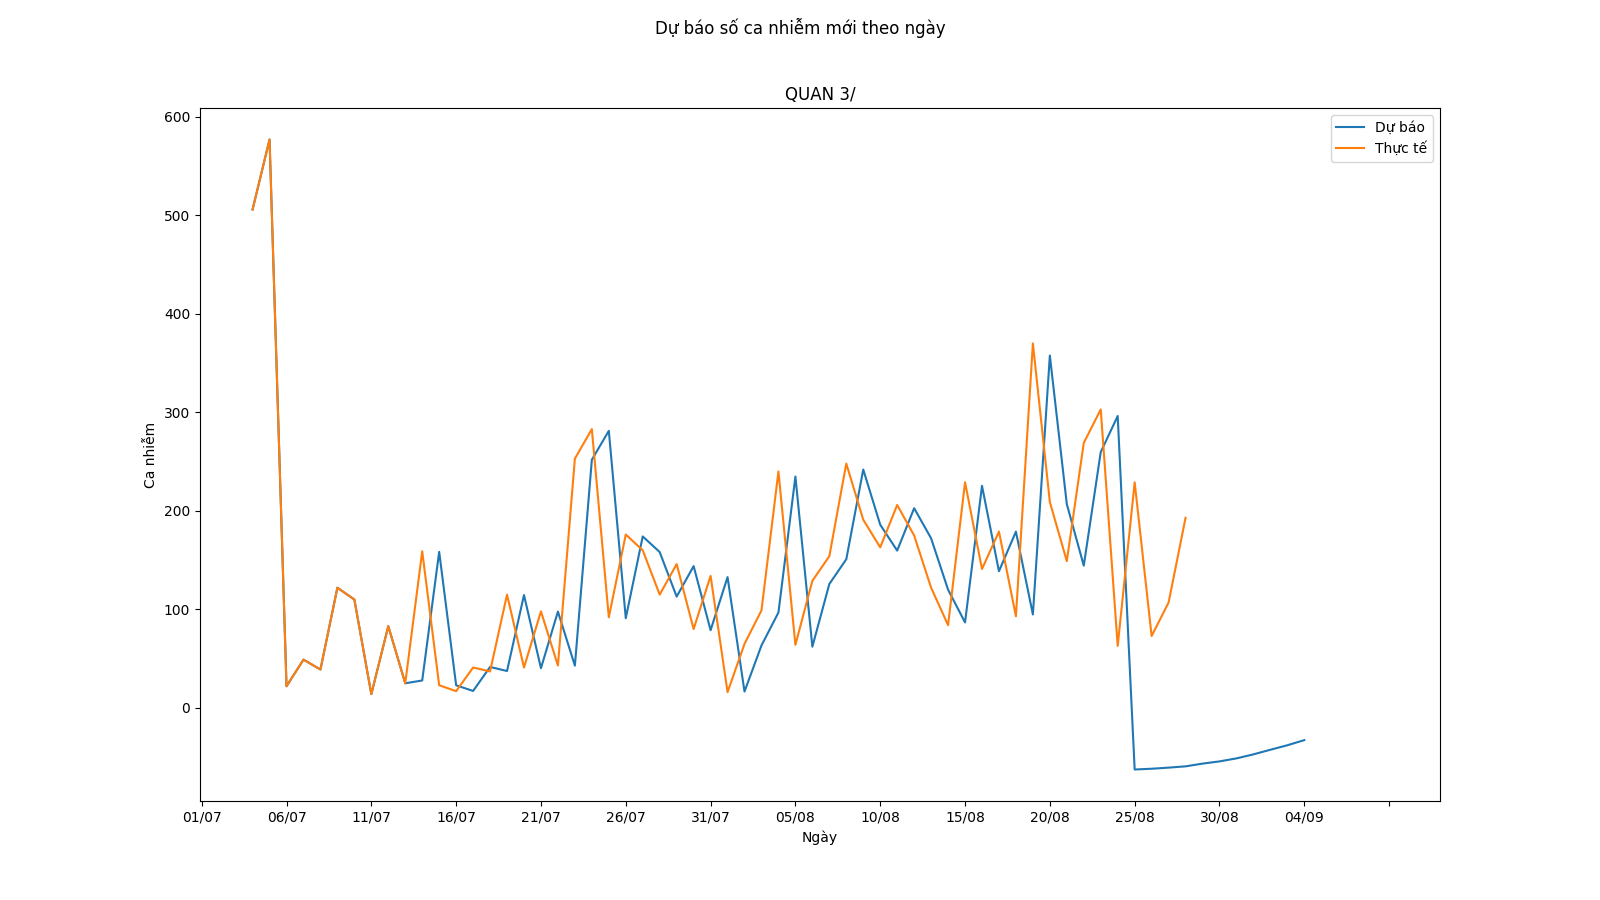 Dự báo số ca nhiễm mới theo ngày
QUAN 3/
Dự báo
Thực tế
600
500
400
300
200
100
0
Ca nhiễm
01/07 06/07 11/07 16/07 21/07 26/07 31/07 05/08 10/08 15/08 20/08 25/08 30/08 04/09
Ngày